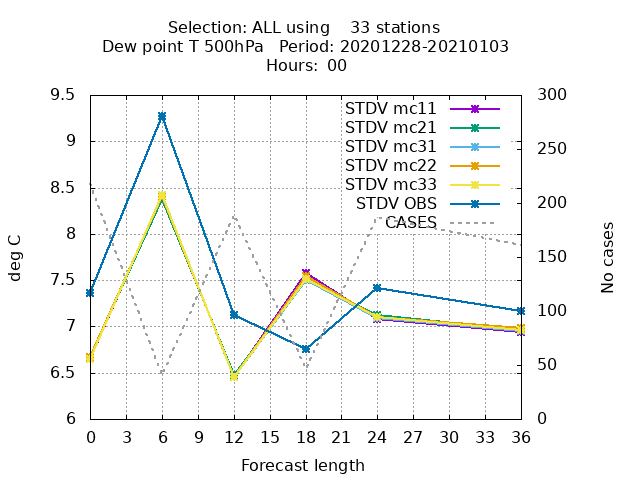 Selection: ALL using    33 stations
Dew point T 500hPa   Period: 20201228-20210103
Hours: 00
9.5
9
8.5
8
7.5
7
6.5
6
300
250
200
150
100
50
0
STDV mc11
STDV mc21
STDV mc31
STDV mc22
STDV mc33
STDV OBS
CASES
deg C
No cases
0 3 6 9 12 15 18 21 24 27 30 33 36
Forecast length